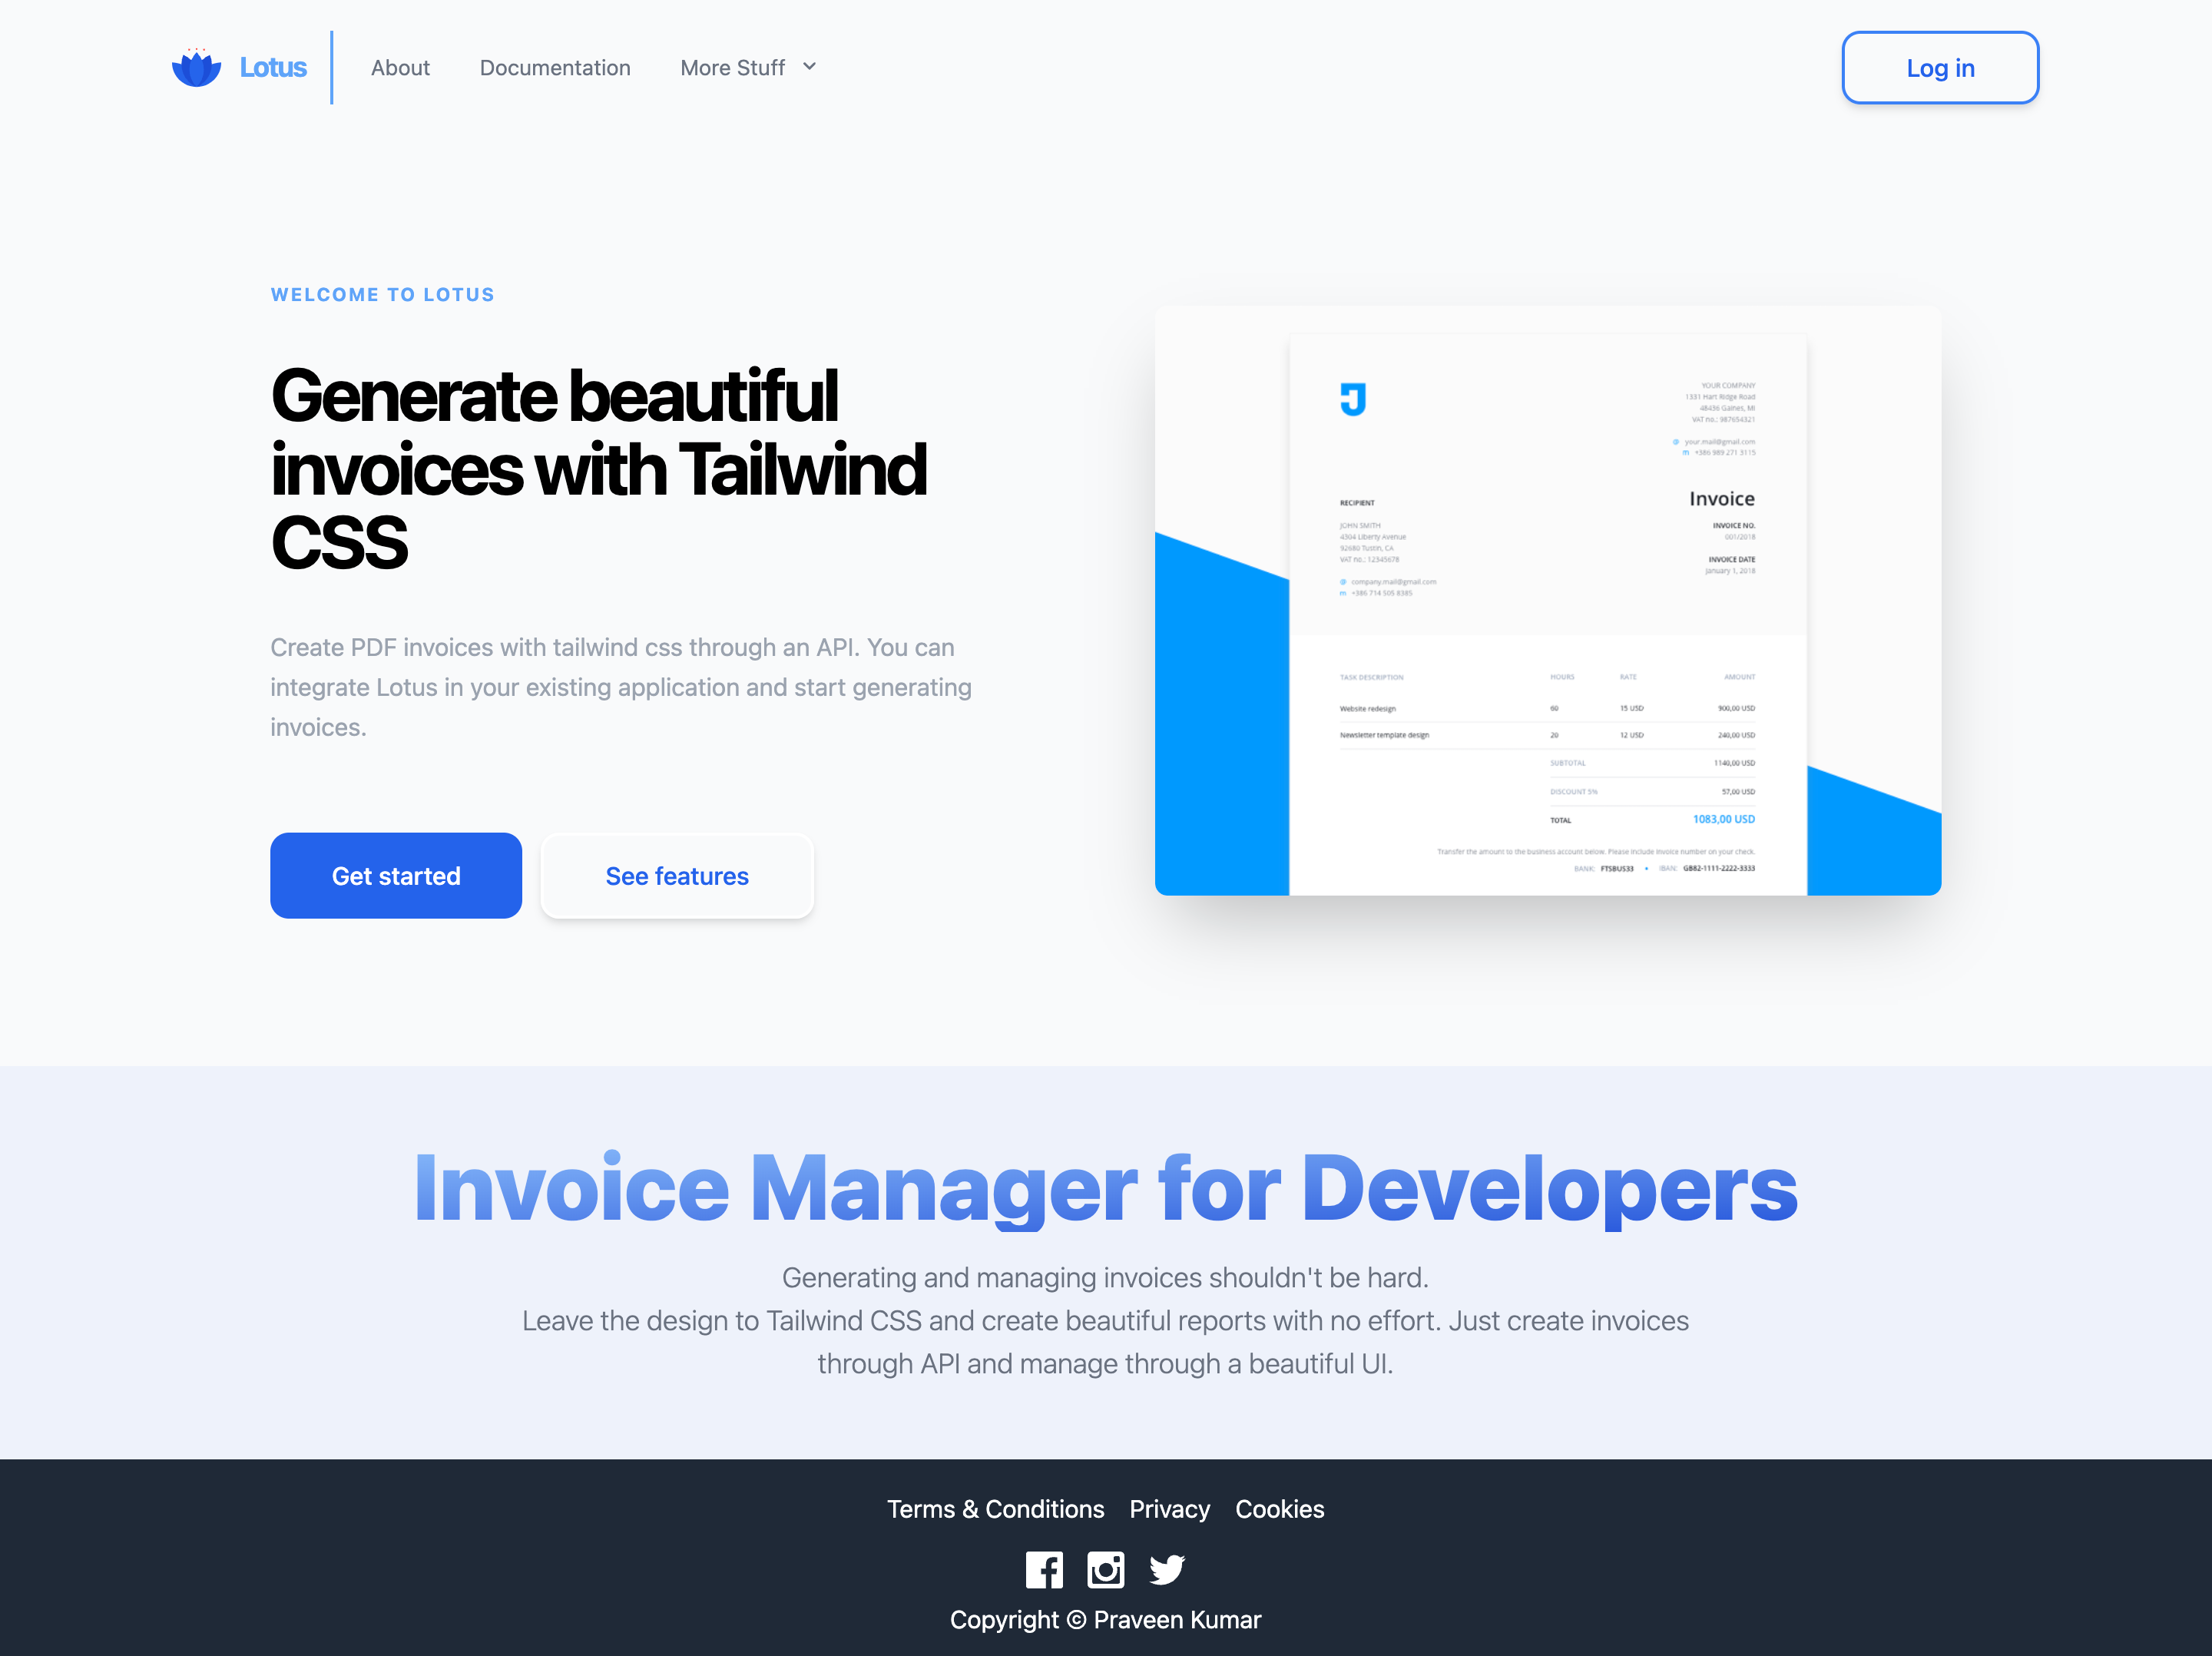 Lotus
About
Documentation
More Stuff
Log in
WELCOME TO LOTUS
Generate beautiful
invoices with Tailwind
CSS
Create PDF invoices with tailwind css through an API. You can
integrate Lotus in your existing application and start generating
invoices.
Get started
See features
J
YOUR COMPANY
1331 Hart Ridge Road
48436 Gaines, MI
VAT no.: 987654321
@ your.mail@gmail.com
m +386 989 271 3115
Invoice
RECIPIENT
INVOICE NO.
001/2018
JOHN SMITH
4304 Liberty Avenue
92680 Tustin, CA
VAT no.: 12345678
INVOICE DATE
January 1, 2018
@ company.mail@gmail.com
m +386 714 505 8385
TASK DESCRIPTION HOURS RATE AMOUNT
Website redesign 60 15 USD 900,00 USD
Newsletter template design 20 12 USD 240,00 USD
SUBTOTAL 1140,00 USD
DISCOUNT 5% 57,00 USD
TOTAL 1083,00 USD
Transfer the amount to the business account below. Please include invoice number on your check.
BANK: FTSBUS33 • IBAN: GB82-1111-2222-3333
Invoice Manager for Developers
Generating and managing invoices shouldn't be hard.
Leave the design to Tailwind CSS and create beautiful reports with no effort. Just create invoices
through API and manage through a beautiful UI.
Terms & Conditions Privacy Cookies
Copyright © Praveen Kumar